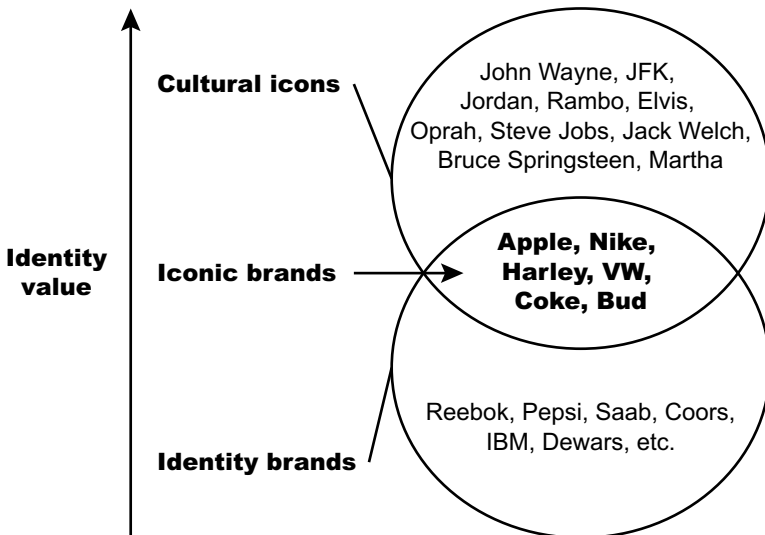 Cultural icons
John Wayne, JFK,
Jordan, Rambo, Elvis,
Oprah, Steve Jobs, Jack Welch,
Bruce Springsteen, Martha
Identity
value
Iconic brands
Apple, Nike,
Harley, VW,
Coke, Bud
Identity brands
Reebok, Pepsi, Saab, Coors,
IBM, Dewars, etc.